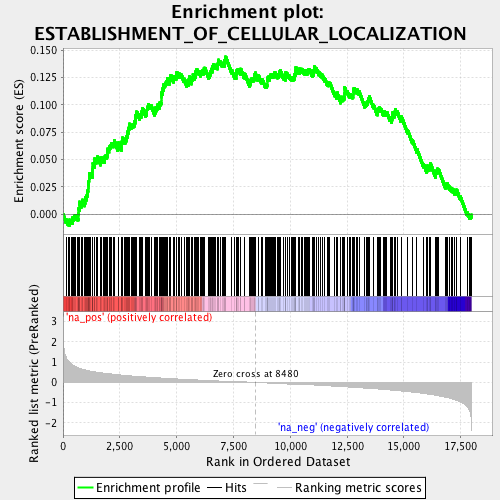 Enrichment plot:
ESTABLISHMENT_OF_CELLULAR_LOCALIZATION
Enrichment score (ES)
0.150
0.125
0.100
0.075
0.050
0.025
0.000
Ranked list metric (PreRanked)
'na_pos' (positively correlated)
3
2
1
0
-1
-2
Zero cross at 8480
'na_neg' (negatively correlated)
0
2,500
5,000
7,500
10,000
12,500
15,000
17,500
Rank in Ordered Dataset
Enrichment profile
Hits
Ranking metric scores